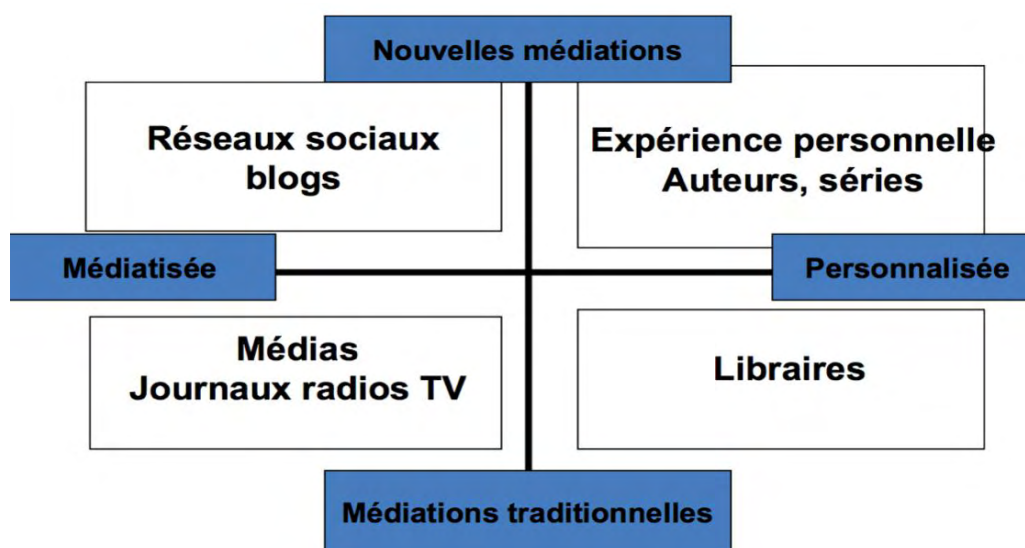 Nouvelles médiations
Réseaux sociaux
blogs
Expérience personnelle
Auteurs, séries
Médiatisée
Personnalisée
Médias
Journaux radios TV
Libraires
Médiations traditionnelles